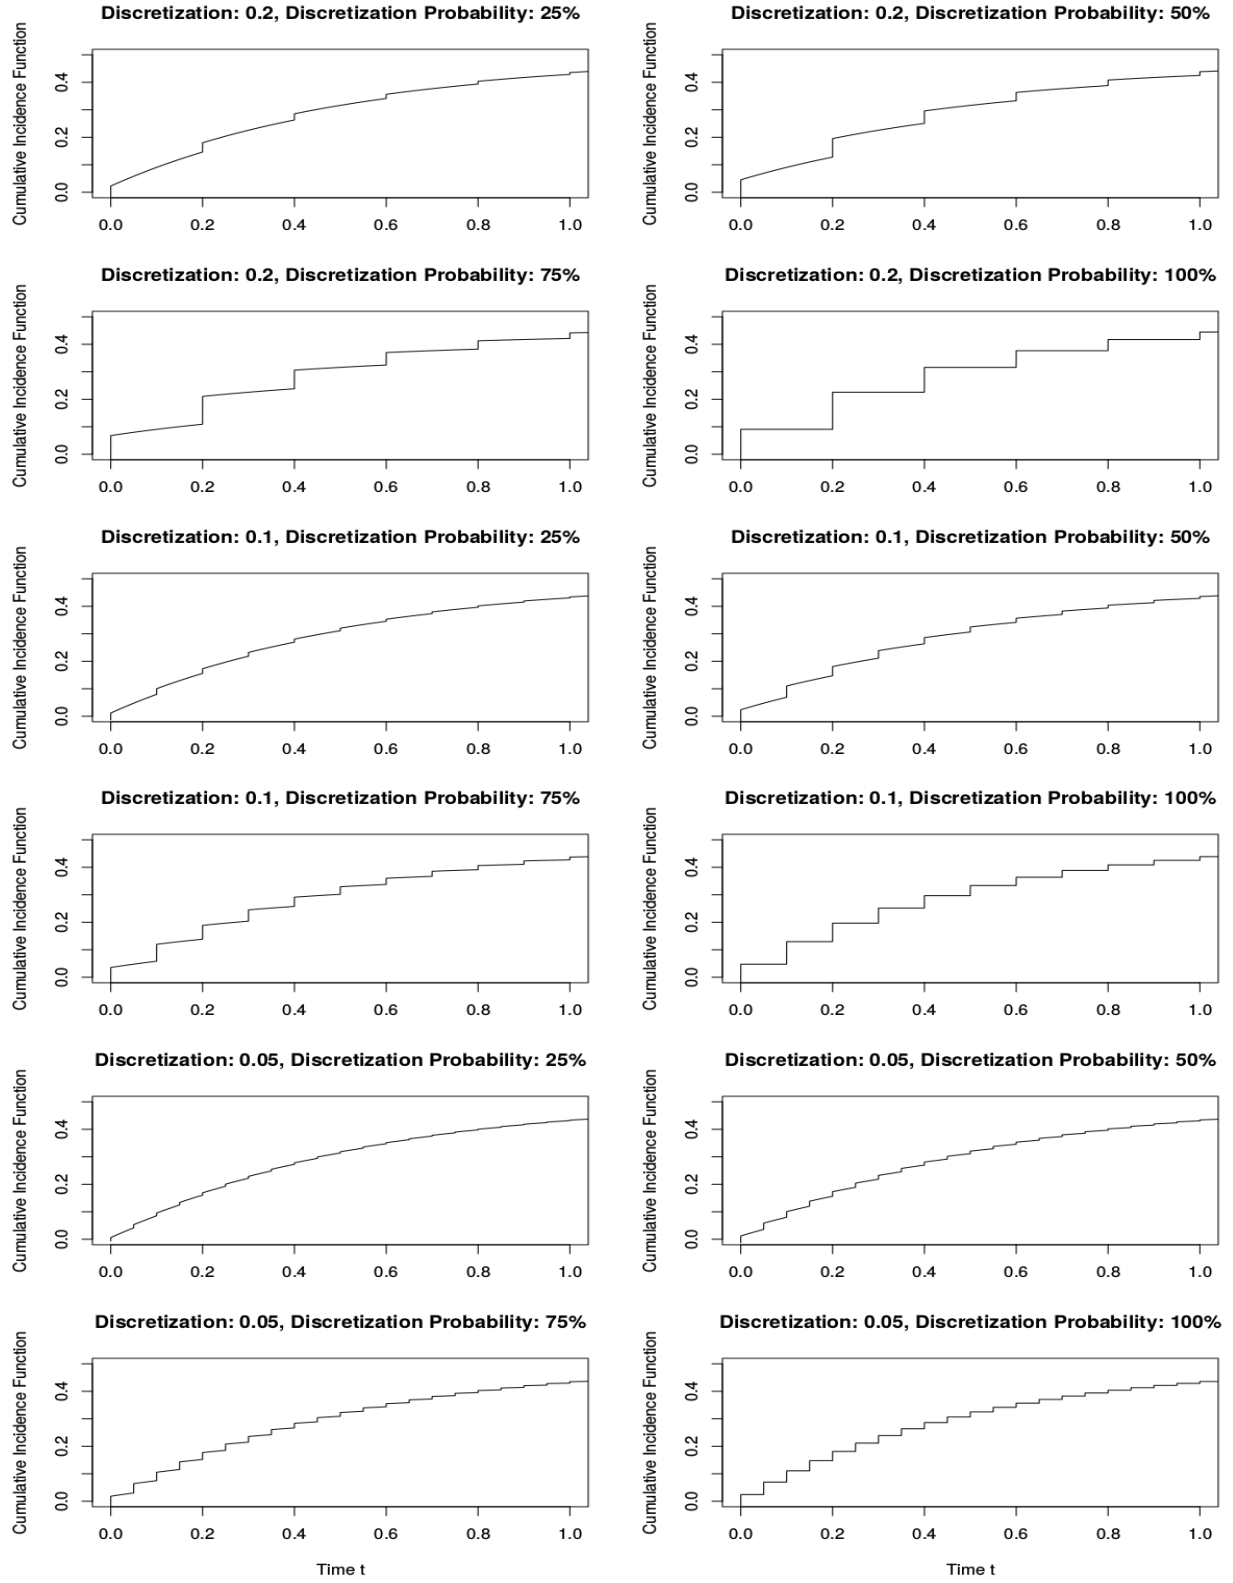 Discretization: 0.2, Discretization Probability: 25%
Cumulative Incidence Function
0.4
0.2
0.0
0.0 0.2 0.4 0.6 0.8 1.0
Discretization: 0.2, Discretization Probability: 50%
Cumulative Incidence Function
0.4
0.2
0.0
0.0 0.2 0.4 0.6 0.8 1.0
Discretization: 0.2, Discretization Probability: 75%
Cumulative Incidence Function
0.4
0.2
0.0
0.0 0.2 0.4 0.6 0.8 1.0
Discretization: 0.2, Discretization Probability: 100%
Cumulative Incidence Function
0.4
0.2
0.0
0.0 0.2 0.4 0.6 0.8 1.0
Discretization: 0.1, Discretization Probability: 25%
Cumulative Incidence Function
0.4
0.2
0.0
0.0 0.2 0.4 0.6 0.8 1.0
Discretization: 0.1, Discretization Probability: 50%
Cumulative Incidence Function
0.4
0.2
0.0
0.0 0.2 0.4 0.6 0.8 1.0
Discretization: 0.1, Discretization Probability: 75%
Cumulative Incidence Function
0.4
0.2
0.0
0.0 0.2 0.4 0.6 0.8 1.0
Discretization: 0.1, Discretization Probability: 100%
Cumulative Incidence Function
0.4
0.2
0.0
0.0 0.2 0.4 0.6 0.8 1.0
Discretization: 0.05, Discretization Probability: 25%
Cumulative Incidence Function
0.4
0.2
0.0
0.0 0.2 0.4 0.6 0.8 1.0
Discretization: 0.05, Discretization Probability: 50%
Cumulative Incidence Function
0.4
0.2
0.0
0.0 0.2 0.4 0.6 0.8 1.0
Discretization: 0.05, Discretization Probability: 75%
Cumulative Incidence Function
0.4
0.2
0.0
0.0 0.2 0.4 0.6 0.8 1.0
Time t
Discretization: 0.05, Discretization Probability: 100%
Cumulative Incidence Function
0.4
0.2
0.0
0.0 0.2 0.4 0.6 0.8 1.0
Time t